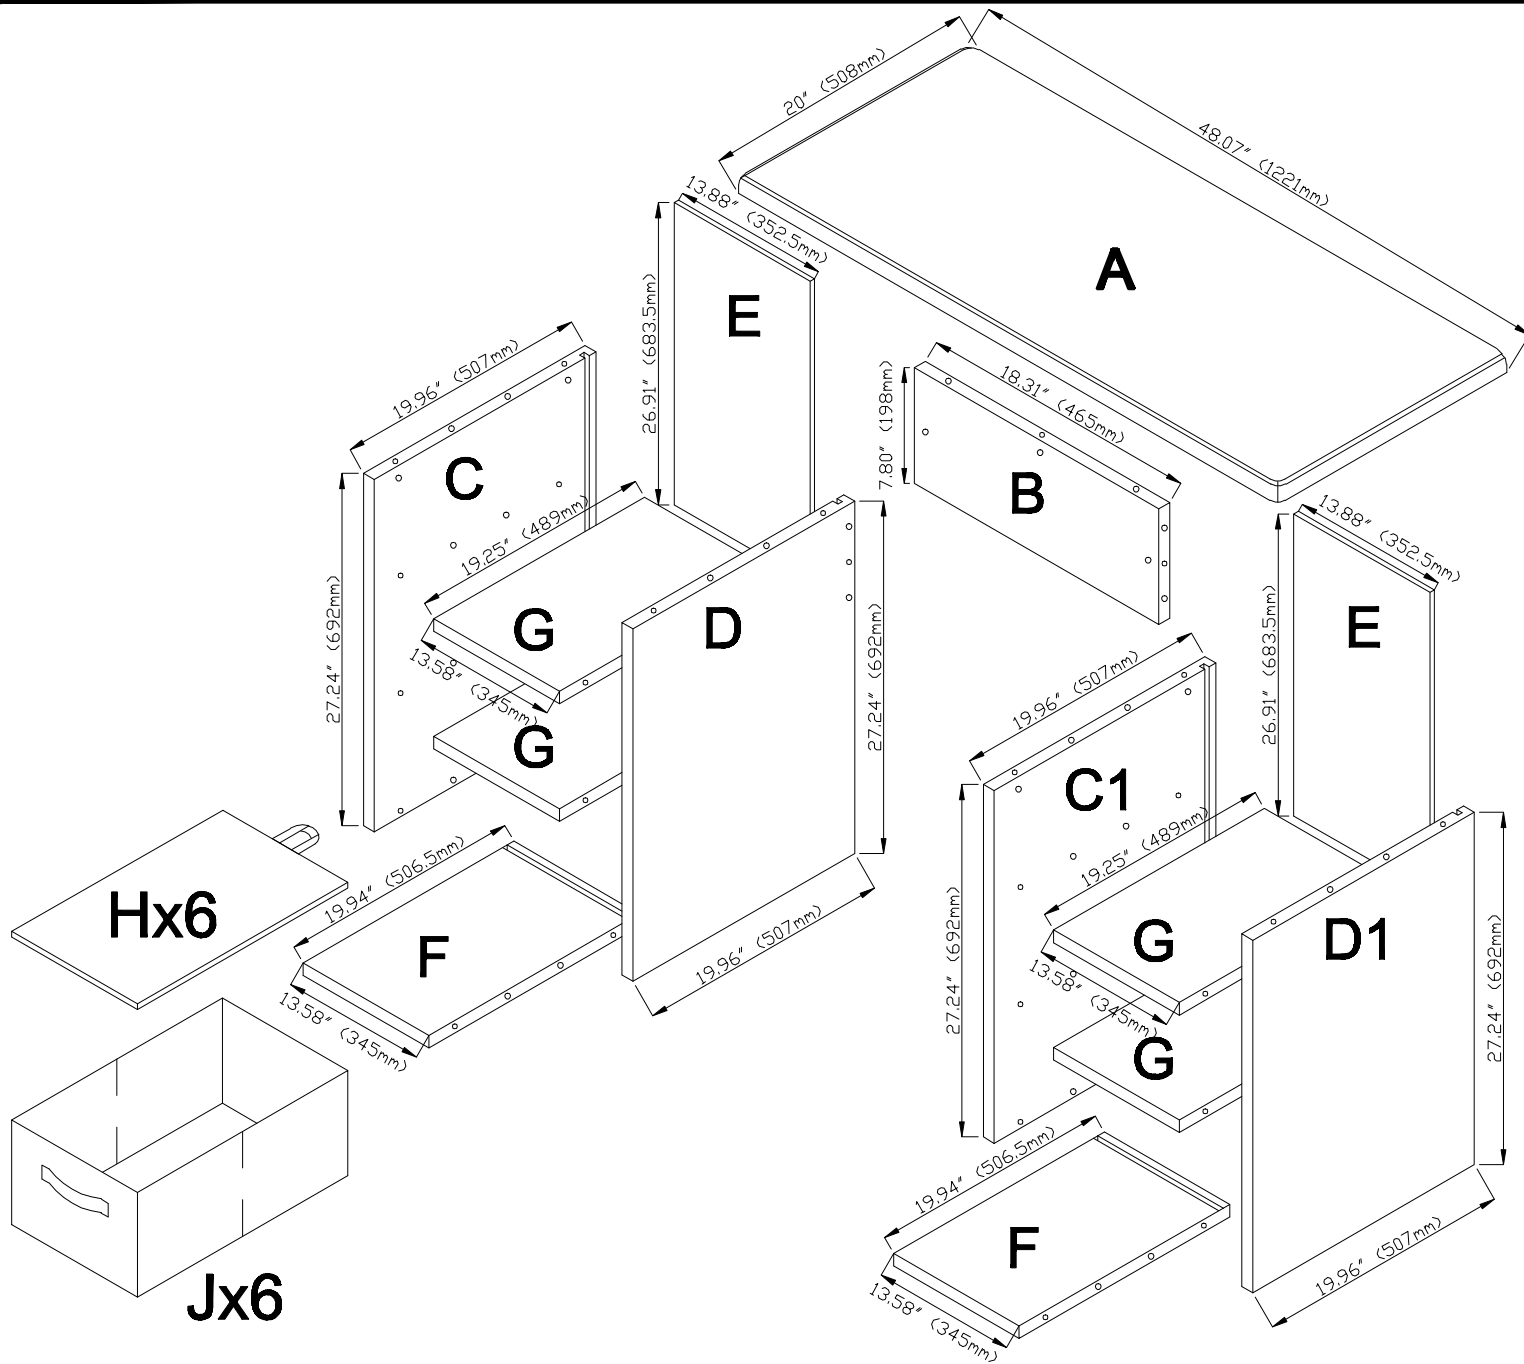 20" (508mm)
48.07" (1221mm)
A
13.88" (352.5mm)
26.91" (683.5mm)
E
19.96" (507mm)
27.24" (692mm)
C
7.80" (198mm)
18.31" (465mm)
B
19.25" (489mm)
G
13.58" (345mm)
G
D
27.24" (692mm)
19.96" (507mm)
13.88" (352.5mm)
26.91" (683.5mm)
E
19.96" (507mm)
27.24" (692mm)
C1
19.25" (489mm)
G
13.58" (345mm)
G
D1
27.24" (692mm)
19.96" (507mm)
Hx6
19.94" (506.5mm)
F
13.58" (345mm)
19.94" (506.5mm)
F
13.58" (345mm)
Jx6